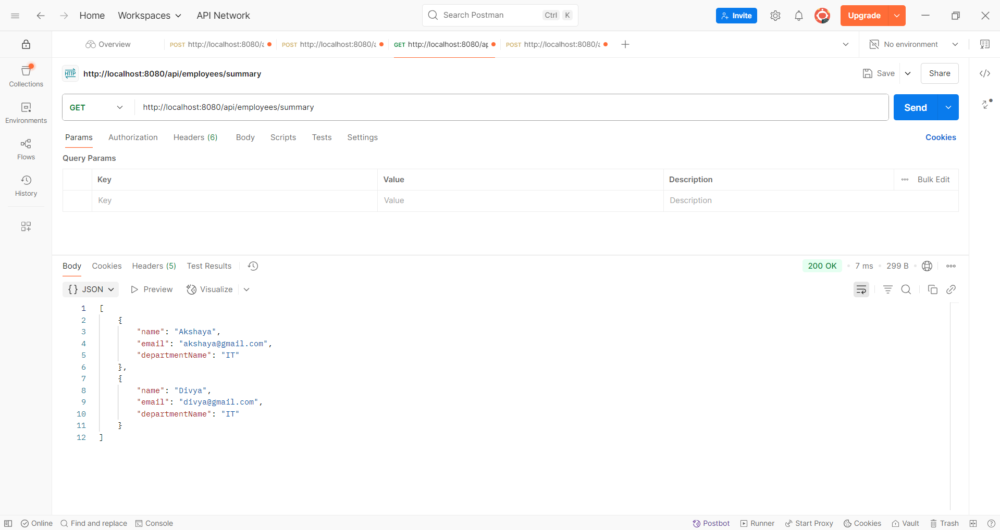 Home Workspaces API Network Search Postman Ctrl K Invite Upgrade
Overview POST http://localhost:8080/a POST http://localhost:8080/a GET http://localhost:8080/ap POST http://localhost:8080/a No environment
HTTP http://localhost:8080/api/employees/summary Save Share
Collections
GET http://localhost:8080/api/employees/summary Send
Environments
Params Authorization Headers (6) Body Scripts Tests Settings Cookies
Flows
Query Params
Key Value Description Bulk Edit
History
Key Value Description
Body Cookies Headers (5) Test Results 200 OK 7 ms 299 B
{} JSON Preview Visualize
1 [
2 {
3 "name": "Akshaya",
4 "email": "akshaya@gmail.com",
5 "departmentName": "IT"
6 },
7 {
8 "name": "Divya",
9 "email": "divya@gmail.com",
10 "departmentName": "IT"
11 }
12 ]
Online Find and replace Console Postbot Runner Start Proxy Cookies Vault Trash